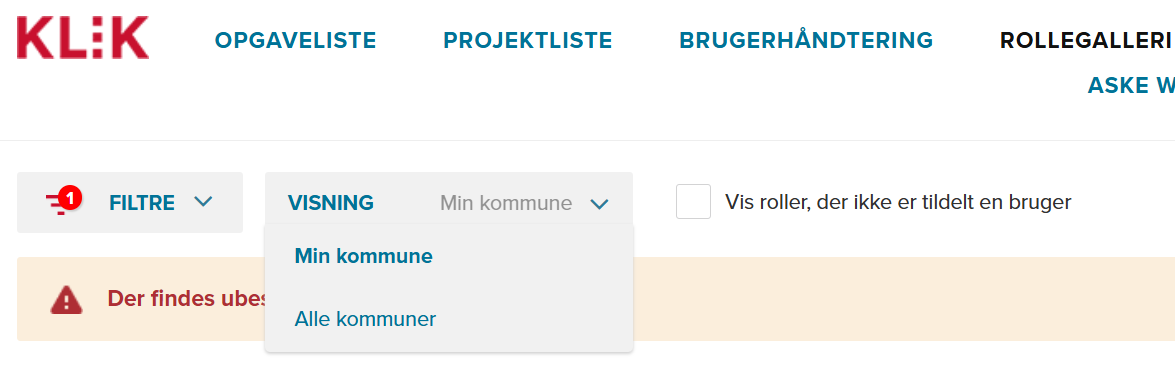 KLIK OPGAVELISTE PROJEKTLISTE BRUGERHÅNDTERING ROLLEGALLERI
ASKE W
1 FILTRE VISNING Min kommune Vis roller, der ikke er tildelt en bruger
Min kommune
Der findes ubes
Alle kommuner